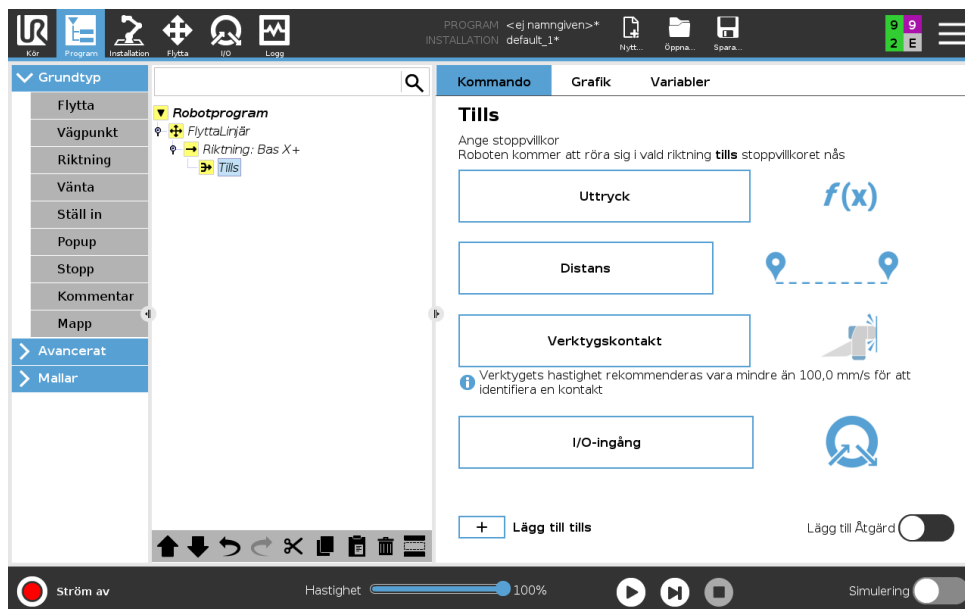 PROGRAM <ej namngiven>*
INSTALLATION default_1*
Kör
Program
Installation
Flytta
I/O
Logg
Nytt...
Öppna...
Spara...
9 9
2 E
Grundtyp
Flytta
Vägpunkt
Riktning
Vänta
Ställ in
Popup
Stopp
Kommentar
Mapp
Avancerat
Mallar
Robotprogram
FlyttaLinjär
Riktning: Bas X+
Tills
Kommando
Grafik
Variabler
Tills
Ange stoppvillkor
Roboten kommer att röra sig i vald riktning tills stoppvillkoret nås
Uttryck
f(x)
Distans
Verktygskontakt
Verktygets hastighet rekommenderas vara mindre än 100,0 mm/s för att
identifiera en kontakt
I/O-ingång
+ Lägg till tills
Lägg till Åtgärd
Ström av
Hastighet
100%
Simulering